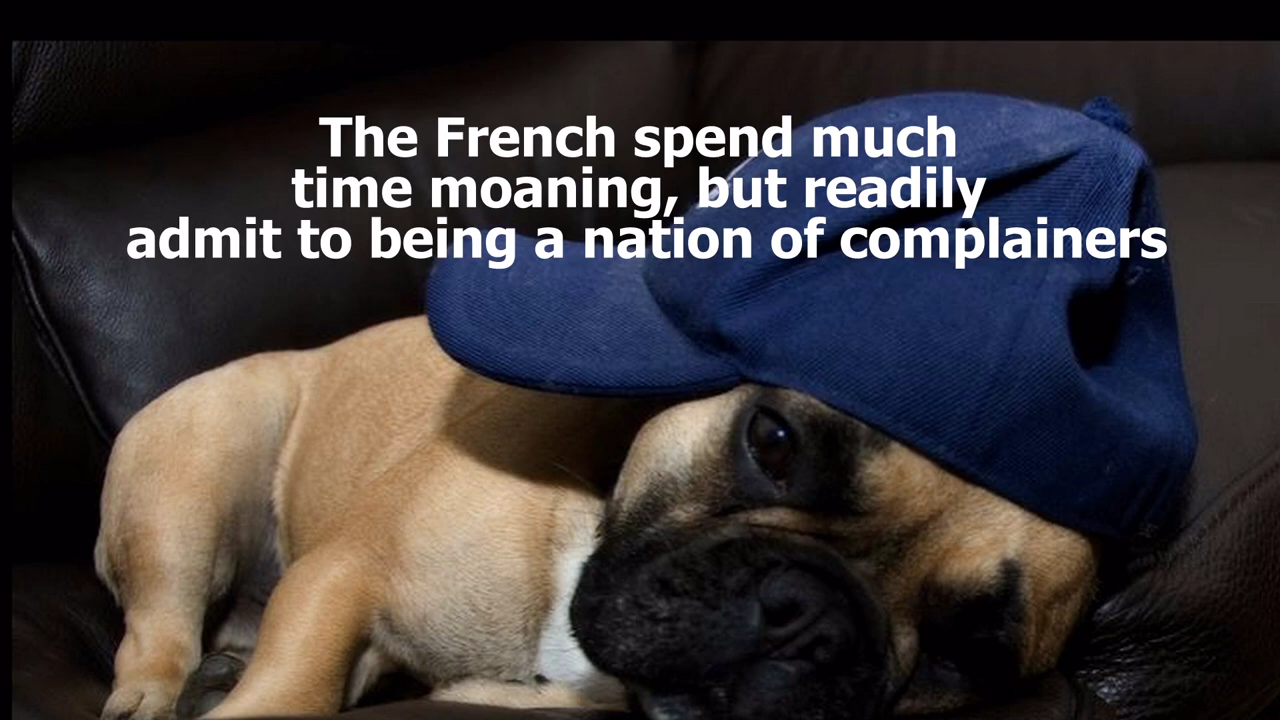 The French spend much
time moaning, but readily
admit to being a nation of complainers